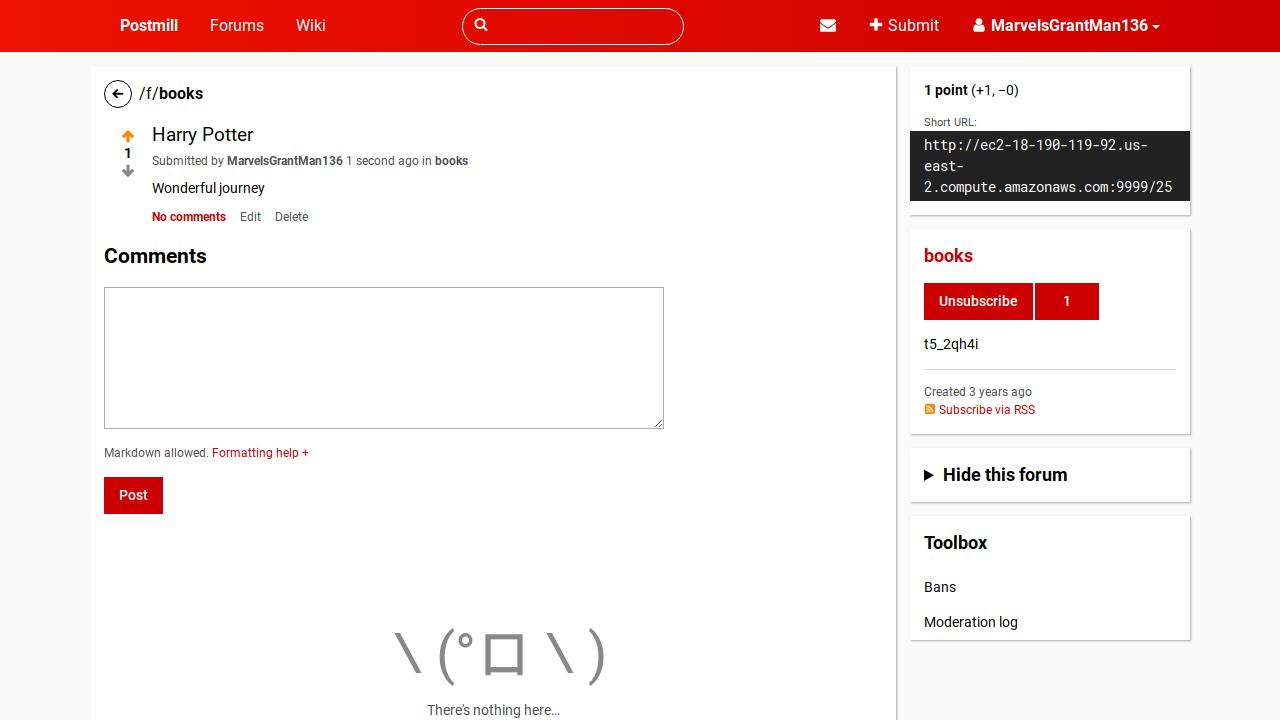 Postmill Forums Wiki Submit MarvelsGrantMan136
/f/books
Harry Potter
1
Submitted by MarvelsGrantMan136 1 second ago in books
Wonderful journey
No comments Edit Delete
Comments
Markdown allowed. Formatting help +
Post
\ (°ロ \ )
There's nothing here…
1 point (+1, −0)
Short URL:
http://ec2-18-190-119-92.us-
east-
2.compute.amazonaws.com:9999/25
books
Unsubscribe 1
t5_2qh4i
Created 3 years ago
Subscribe via RSS
Hide this forum
Toolbox
Bans
Moderation log